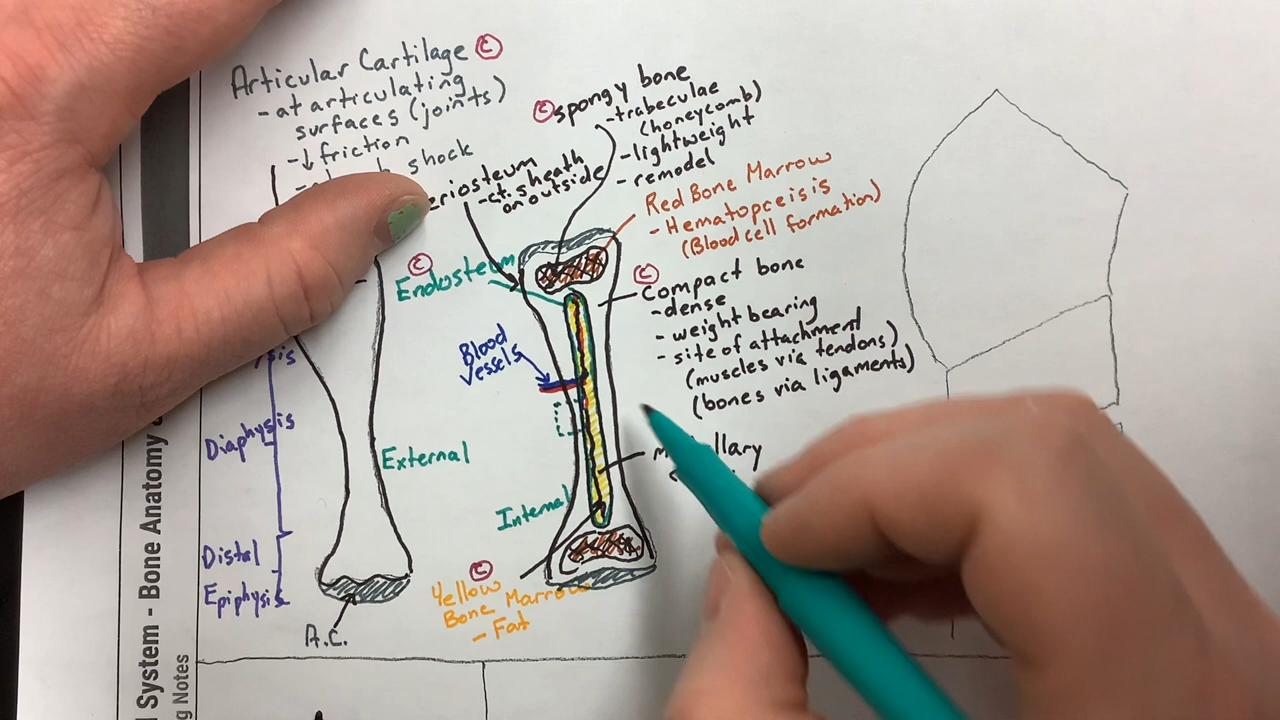 Articular Cartilage ©
- at articulating
surfaces (joints)
- ↓ friction
shock
© spongy bone
- trabeculae
(honeycomb)
- lightweight
- remodel
eriosteum
- c.t. sheath
on outside
Red Bone Marrow
- Hematopoeisis
(Blood cell formation)
©
Endosteum
© Compact bone
- dense
- weight bearing
- site of attachment
(muscles via tendons)
(bones via ligaments)
Blood
Vessels
Diaphysis
External
Internal
Distal
Epiphysis
A.C.
©
Yellow
Bone Marrow
- Fat
System - Bone Anatomy
Notes